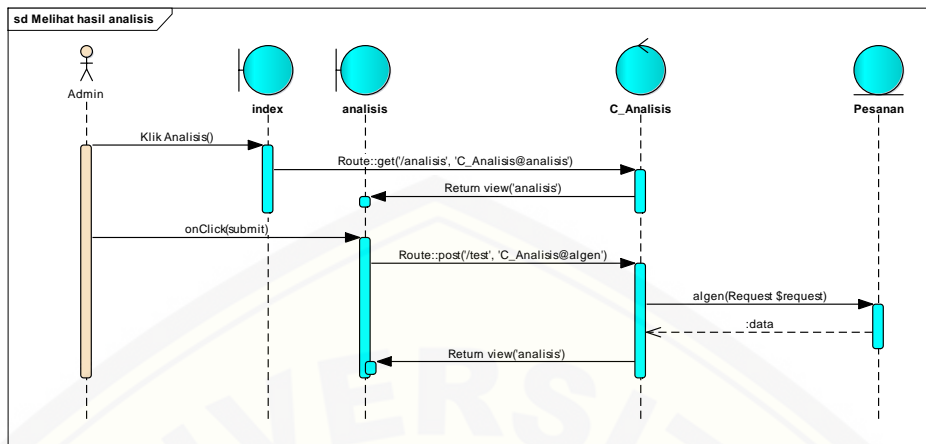 sd Melihat hasil analisis
Admin
index
analisis
C_Analisis
Pesanan
Klik Analisis()
Route::get('/analisis', 'C_Analisis@analisis')
Return view('analisis')
onClick(submit)
Route::post('/test', 'C_Analisis@algen')
algen(Request $request)
:data
Return view('analisis')
VERSIT